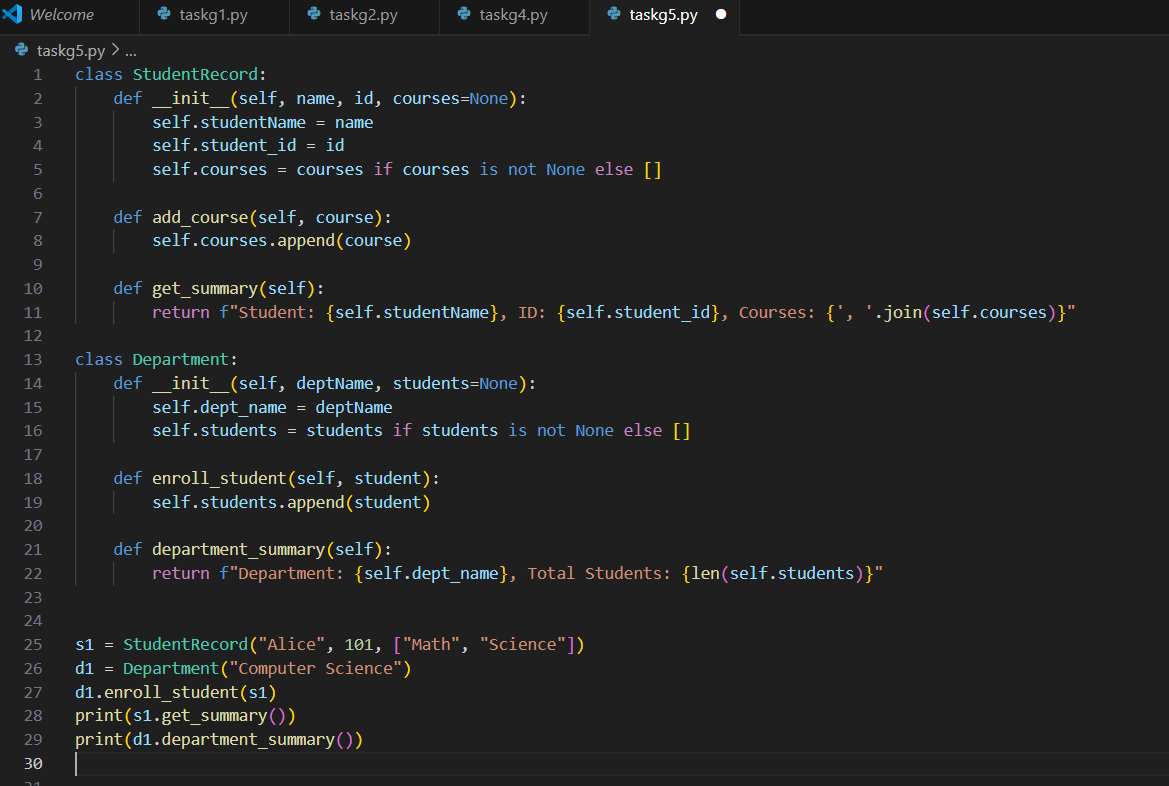 Welcome taskg1.py taskg2.py taskg4.py taskg5.py
taskg5.py > ...
1 class StudentRecord:
2     def __init__(self, name, id, courses=None):
3         self.studentName = name
4         self.student_id = id
5         self.courses = courses if courses is not None else []
6
7     def add_course(self, course):
8         self.courses.append(course)
9
10     def get_summary(self):
11         return f"Student: {self.studentName}, ID: {self.student_id}, Courses: {', '.join(self.courses)}"
12
13 class Department:
14     def __init__(self, deptName, students=None):
15         self.dept_name = deptName
16         self.students = students if students is not None else []
17
18     def enroll_student(self, student):
19         self.students.append(student)
20
21     def department_summary(self):
22         return f"Department: {self.dept_name}, Total Students: {len(self.students)}"
23
24
25 s1 = StudentRecord("Alice", 101, ["Math", "Science"])
26 d1 = Department("Computer Science")
27 d1.enroll_student(s1)
28 print(s1.get_summary())
29 print(d1.department_summary())
30
31